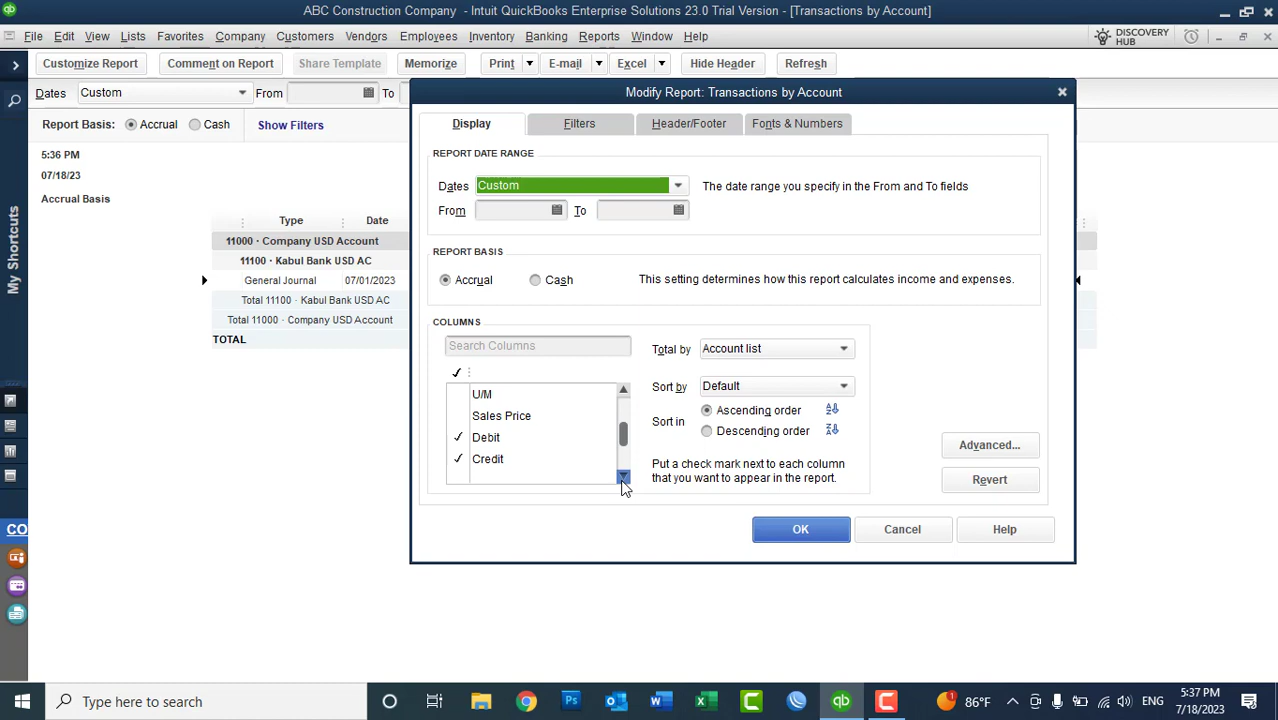 ABC Construction Company - Intuit QuickBooks Enterprise Solutions 23.0 Trial Version - [Transactions by Account]
File Edit View Lists Favorites Company Customers Vendors Employees Inventory Banking Reports Window Help
DISCOVERY HUB
Customize Report Comment on Report Share Template Memorize Print E-mail Excel Hide Header Refresh
Dates Custom From To
Report Basis: Accrual Cash Show Filters
5:36 PM
07/18/23
Accrual Basis
Type Date
11000 · Company USD Account
11100 · Kabul Bank USD AC
General Journal 07/01/2023
Total 11100 · Kabul Bank USD AC
Total 11000 · Company USD Account
TOTAL
My Shortcuts
CO
Modify Report: Transactions by Account
Display Filters Header/Footer Fonts & Numbers
REPORT DATE RANGE
Dates Custom The date range you specify in the From and To fields
From To
REPORT BASIS
Accrual Cash This setting determines how this report calculates income and expenses.
COLUMNS
Search Columns
U/M
Sales Price
Debit
Credit
Total by Account list
Sort by Default
Sort in Ascending order
Descending order
Put a check mark next to each column
that you want to appear in the report.
Advanced...
Revert
OK Cancel Help
Type here to search
86°F ENG 5:37 PM
7/18/2023